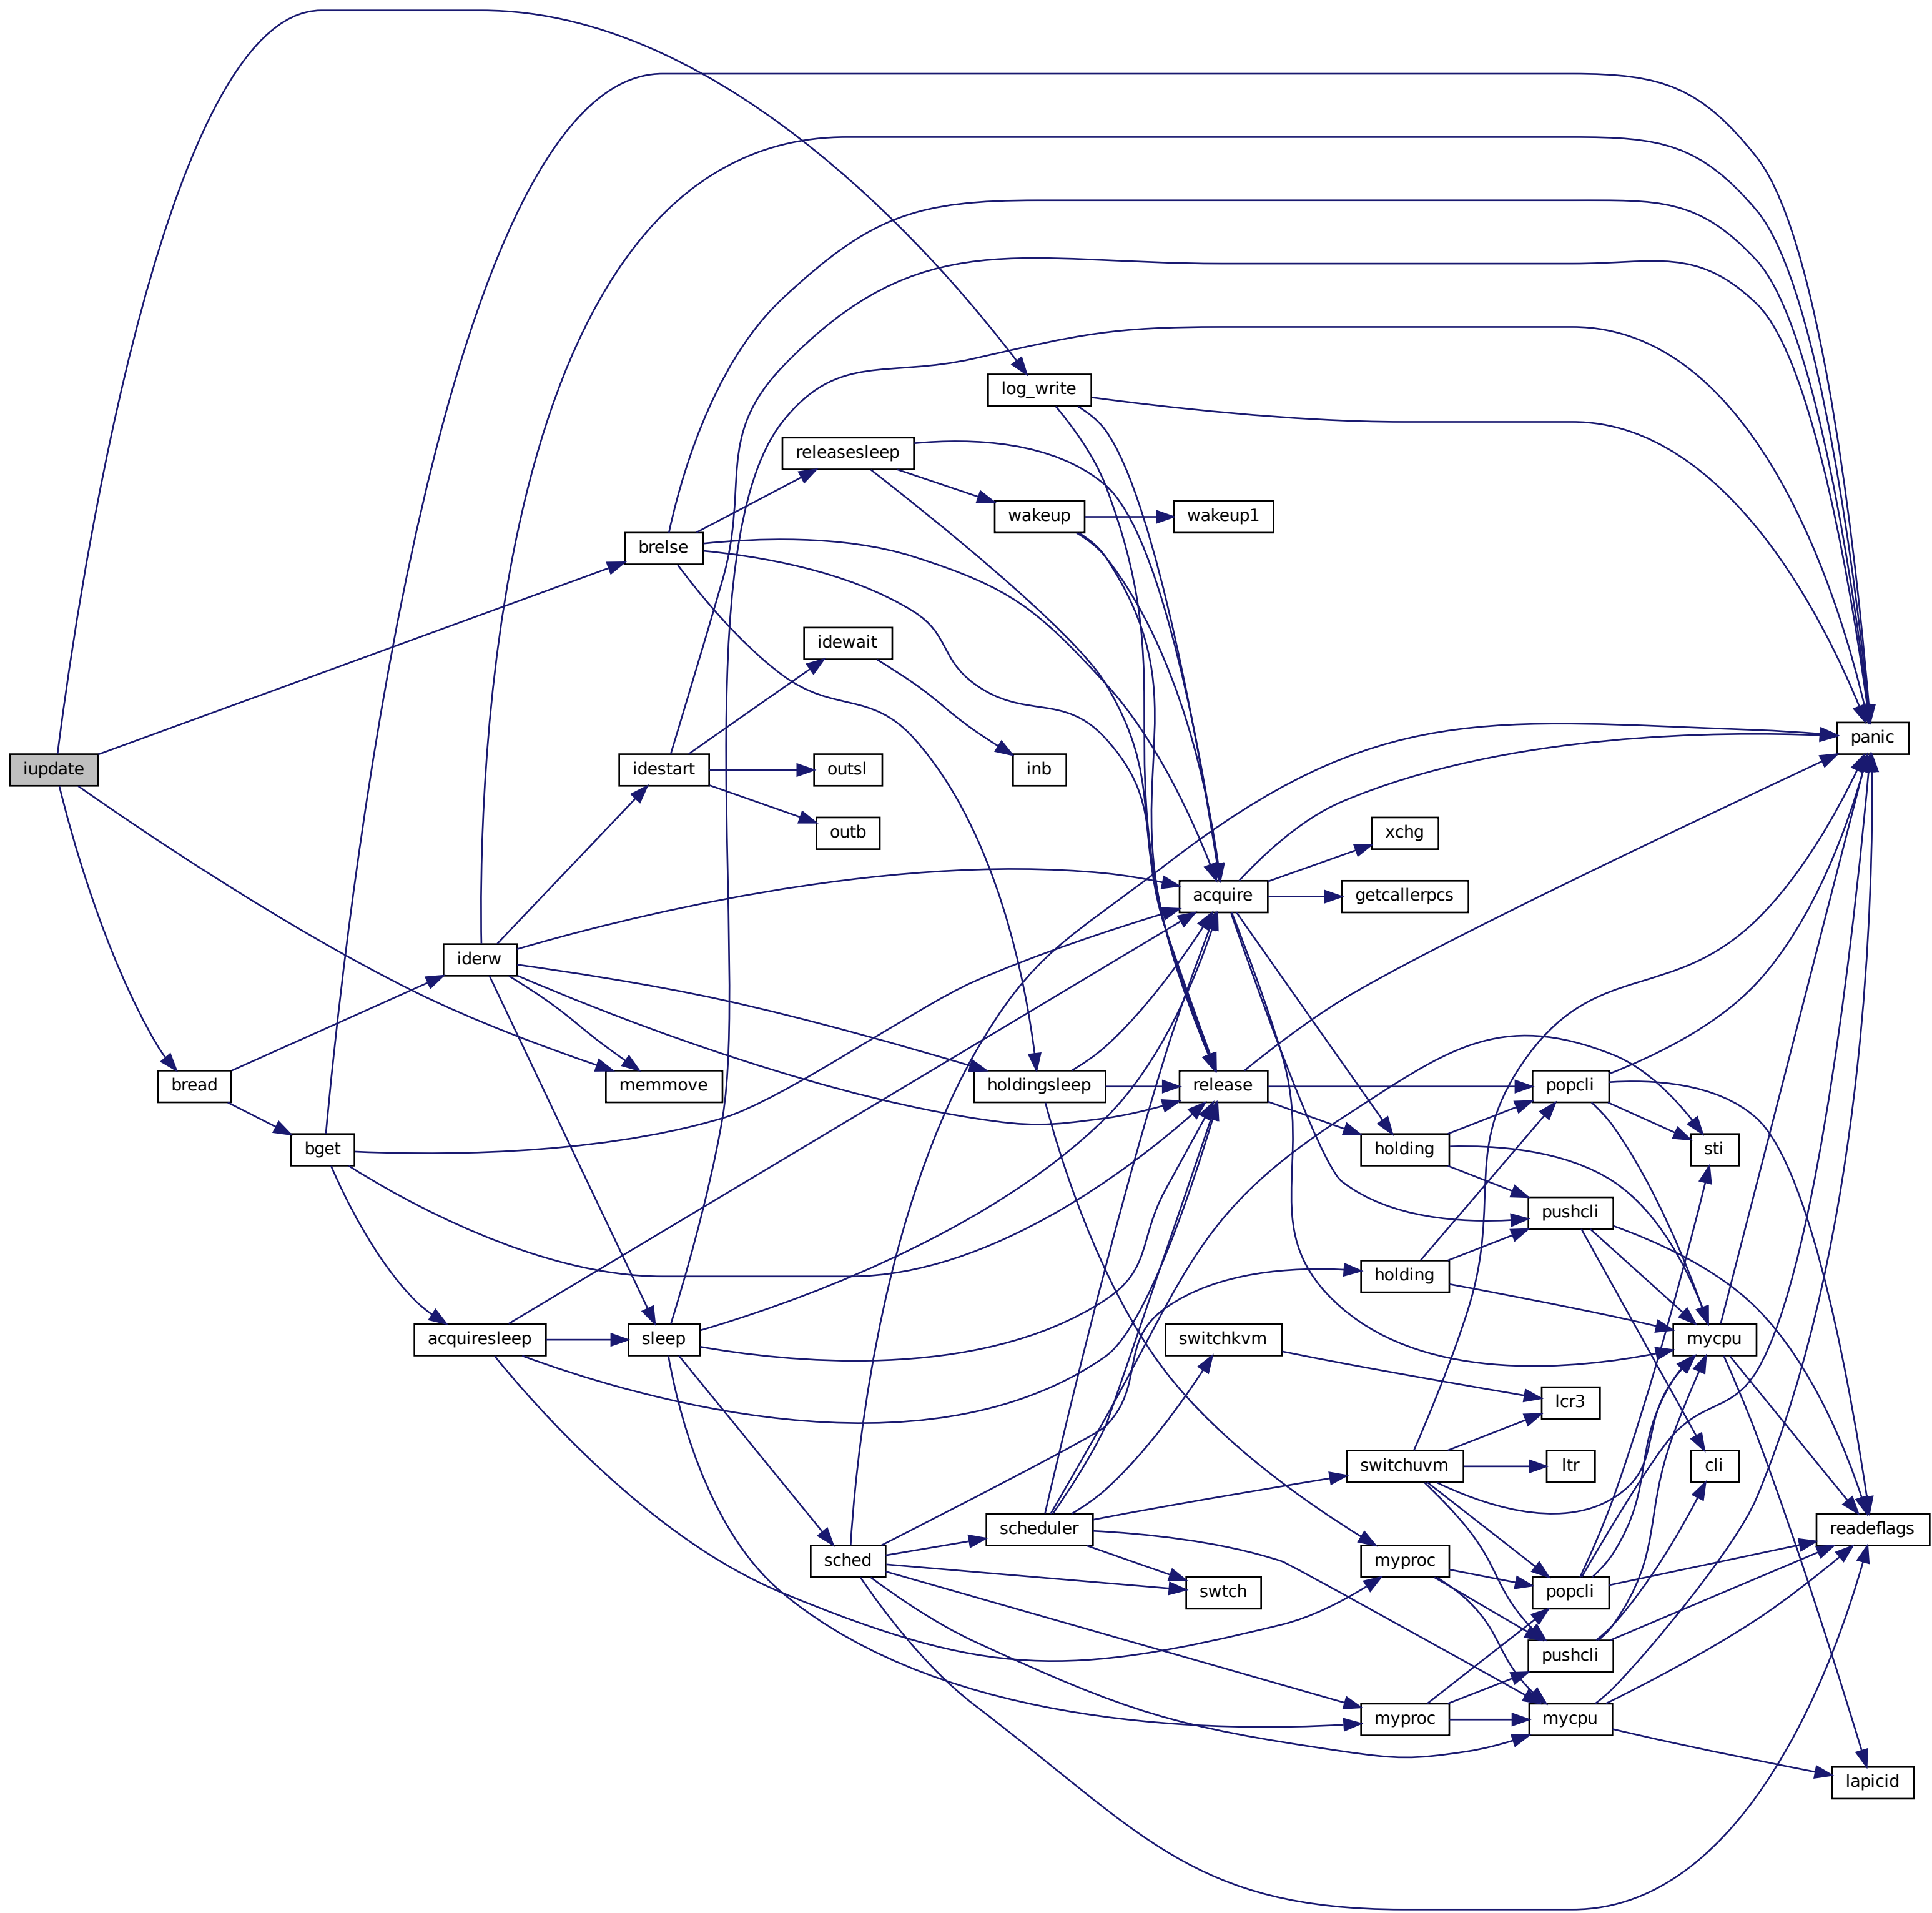 log_write
releasesleep
wakeup
wakeup1
brelse
idewait
panic
iupdate
idestart
outsl
inb
outb
xchg
acquire
getcallerpcs
iderw
bread
memmove
holdingsleep
release
popcli
bget
holding
sti
pushcli
holding
acquiresleep
sleep
switchkvm
mycpu
lcr3
switchuvm
ltr
cli
scheduler
readeflags
sched
myproc
swtch
popcli
pushcli
myproc
mycpu
lapicid